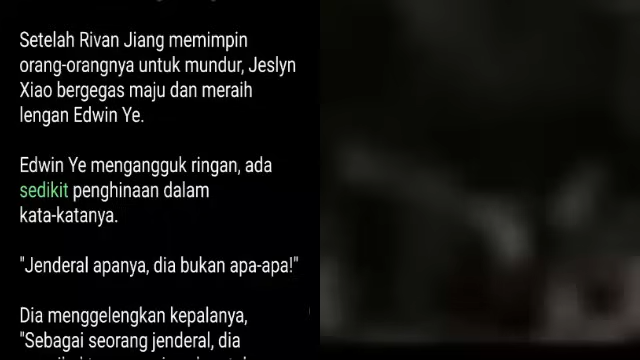 Setelah Rivan Jiang memimpin
orang-orangnya untuk mundur, Jeslyn
Xiao bergegas maju dan meraih
lengan Edwin Ye.
Edwin Ye mengangguk ringan, ada
sedikit penghinaan dalam
kata-katanya.
"Jenderal apanya, dia bukan apa-apa!"
Dia menggelengkan kepalanya,
"Sebagai seorang jenderal, dia